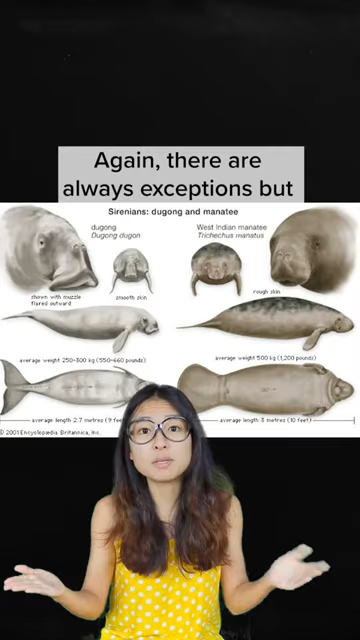 Again, there are
always exceptions but
Sirenians: dugong and manatee
dugong
Dugong dugon
West Indian manatee
Trichechus manatus
shown with muzzle
flared outward
smooth skin
rough skin
average weight 250-300 kg (550-660 pounds)
average weight 500 kg (1,200 pounds)
average length 2.7 metres (9 feet
average length 3 metres (10 feet)
© 2001 Encyclopædia Britannica, Inc.